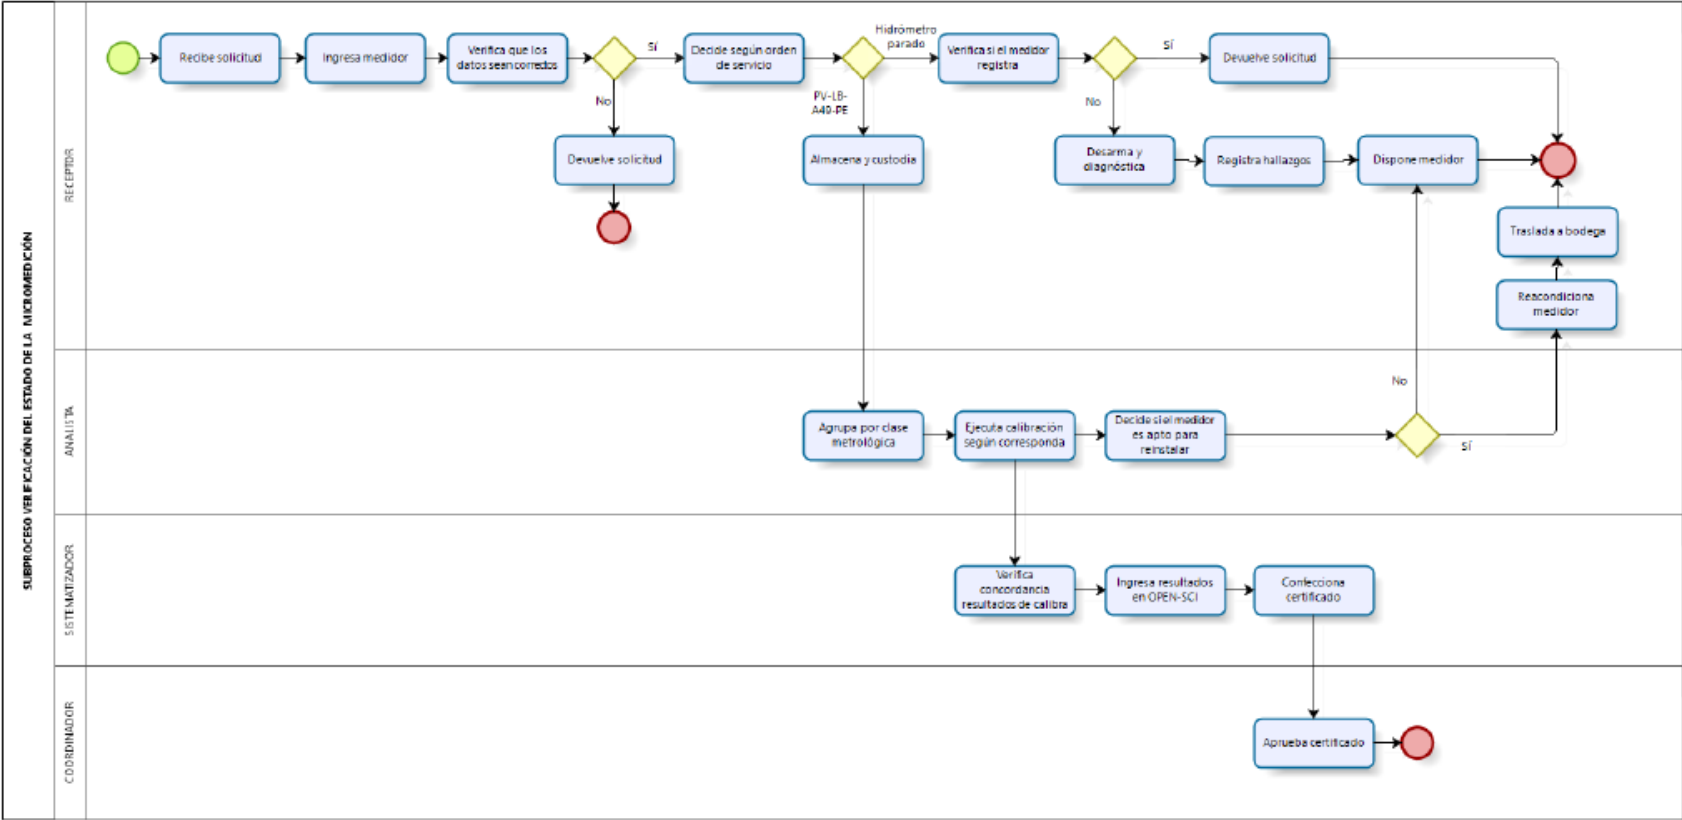 SUBPROCESO VERIFICACIÓN DEL ESTADO DE LA MICROMEDICIÓN
RECEPTOR
Recibe solicitud
Ingresa medidor
Verifica que los
datos sean corredos
Sí
No
Devuelve solicitud
Decide según orden
de servicio
Hidrómetro
parado
PV-LB-
A49-PE
Almacena y custodia
Verifica si el medidor
registra
Sí
No
Devuelve solicitud
Desarma y
diagnóstica
Registra hallazgos
Dispone medidor
Traslada a bodega
Reacondiciona
medidor
ANALISTA
Agrupa por clase
metrológica
Ejecuta calibración
según corresponda
Decide si el medidor
es apto para
reinstalar
No
Sí
SISTEMATIZADOR
Verifica
concordancia
resultados de calibra
Ingresa resultados
en OPEN-SCI
Confecciona
certificado
COORDINADOR
Aprueba certificado